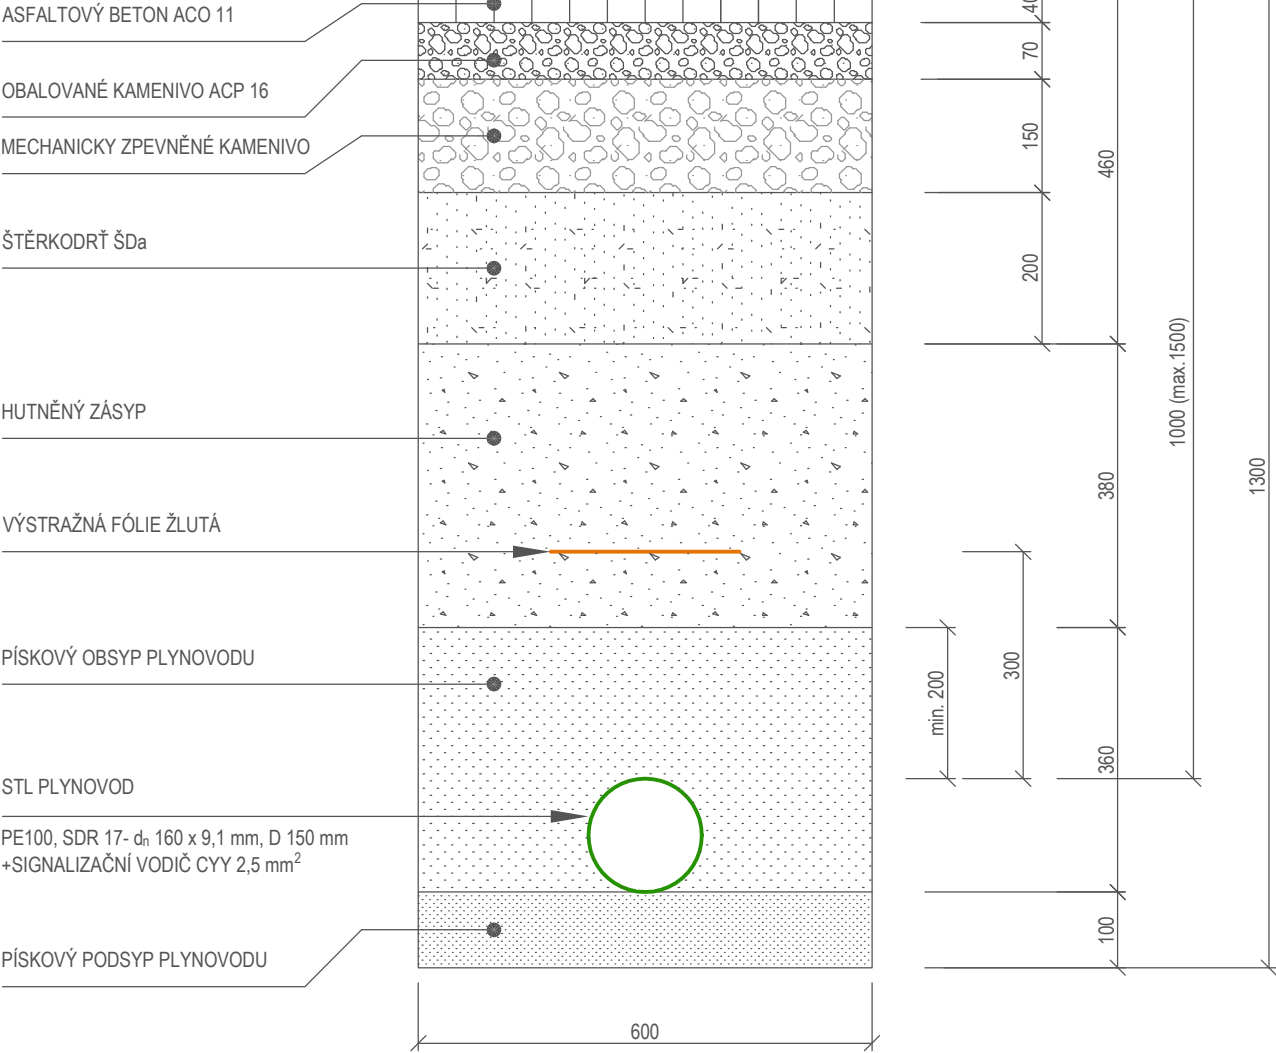 ASFALTOVÝ BETON ACO 11
OBALOVANÉ KAMENIVO ACP 16
MECHANICKY ZPEVNĚNÉ KAMENIVO
ŠTĚRKODRŤ ŠDa
HUTNĚNÝ ZÁSYP
VÝSTRAŽNÁ FÓLIE ŽLUTÁ
PÍSKOVÝ OBSYP PLYNOVODU
STL PLYNOVOD
PE100, SDR 17- dₙ 160 x 9,1 mm, D 150 mm
+SIGNALIZAČNÍ VODIČ CYY 2,5 mm²
PÍSKOVÝ PODSYP PLYNOVODU
40
70
150
200
460
380
360
100
min. 200
300
1000 (max.1500)
1300
600